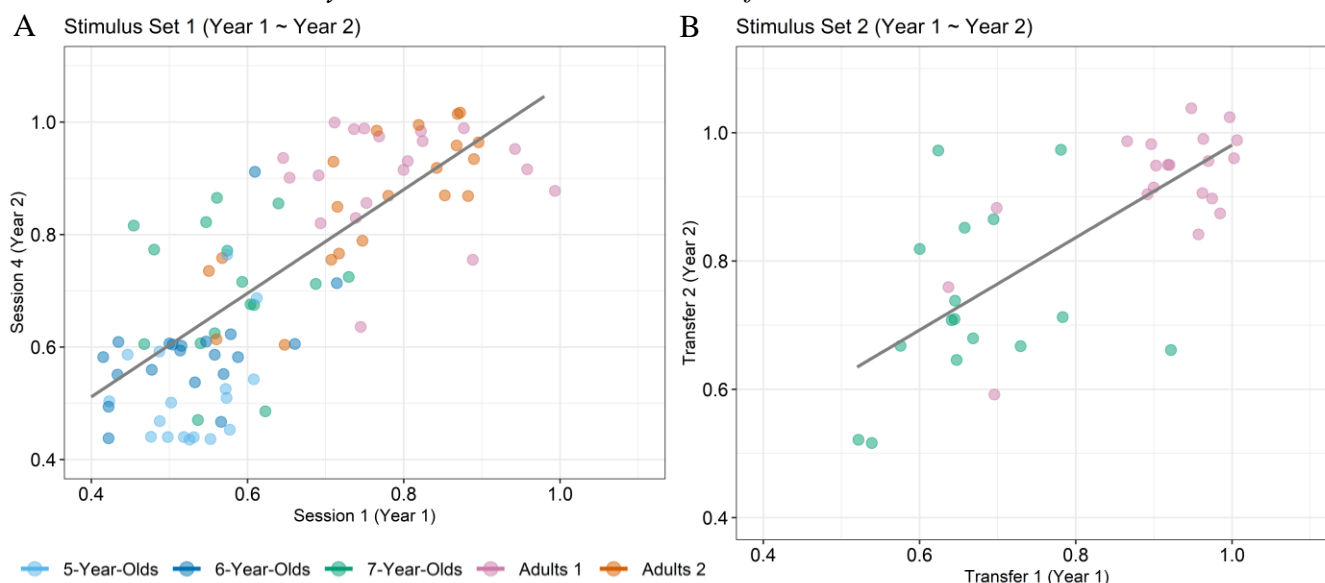 A Stimulus Set 1 (Year 1 ~ Year 2)
1.0
0.8
0.6
0.4
Session 4 (Year 2)
0.4 0.6 0.8 1.0
Session 1 (Year 1)
B Stimulus Set 2 (Year 1 ~ Year 2)
1.0
0.8
0.6
0.4
Transfer 2 (Year 2)
0.4 0.6 0.8 1.0
Transfer 1 (Year 1)
5-Year-Olds 6-Year-Olds 7-Year-Olds Adults 1 Adults 2